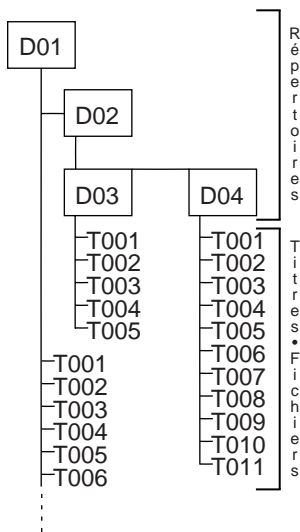 D01
D02
D03
D04
T001
T002
T003
T004
T005
T001
T002
T003
T004
T005
T006
T007
T008
T009
T010
T011
T001
T002
T003
T004
T005
T006
Répertoires
Titres•Fichiers